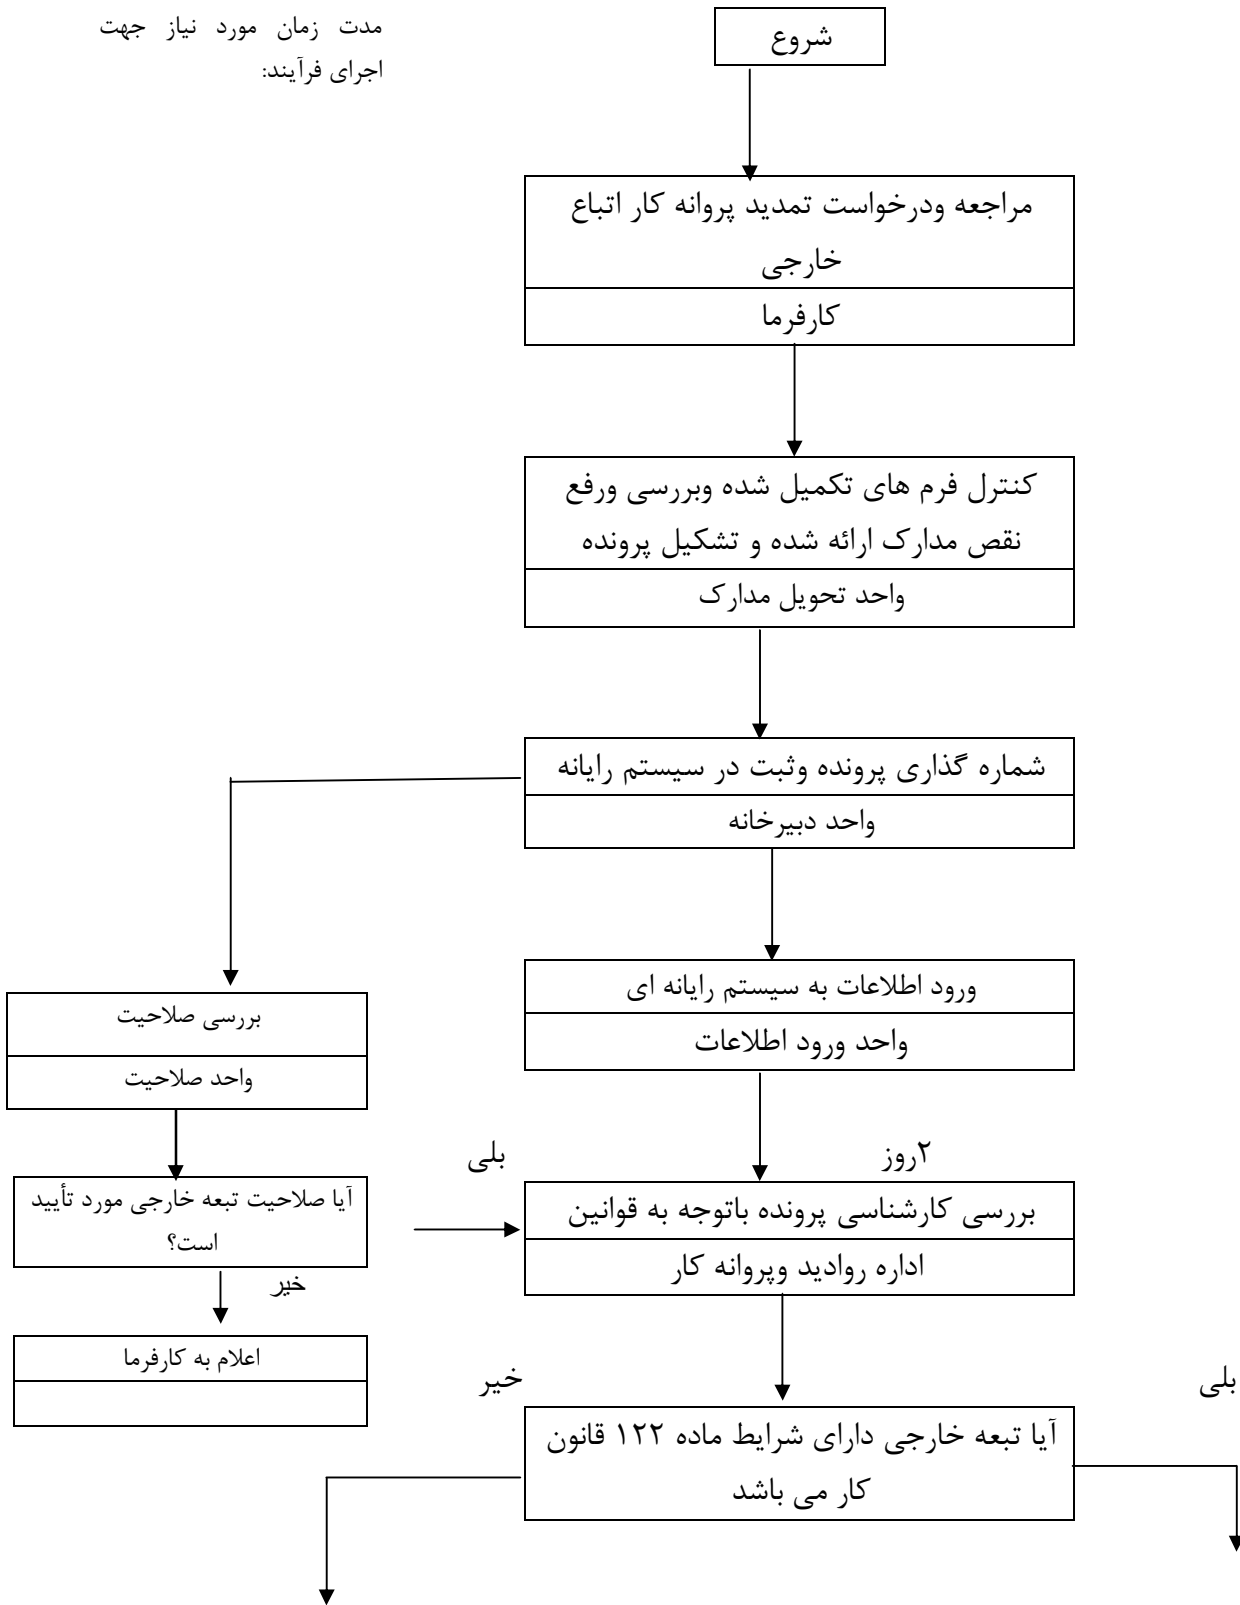 مدت زمان مورد نیاز جهت
اجرای فرآیند:
شروع
مراجعه ودرخواست تمدید پروانه کار اتباع
خارجی
کارفرما
کنترل فرم های تکمیل شده وبررسی ورفع
نقص مدارک ارائه شده و تشکیل پرونده
واحد تحویل مدارک
شماره گذاری پرونده وثبت در سیستم رایانه
واحد دبیرخانه
ورود اطلاعات به سیستم رایانه ای
واحد ورود اطلاعات
بررسی صلاحیت
واحد صلاحیت
۲روز
بلی
آیا صلاحیت تبعه خارجی مورد تأیید
است؟
خیر
اعلام به کارفرما
بررسی کارشناسی پرونده باتوجه به قوانین
اداره روادید وپروانه کار
بلی
خیر
آیا تبعه خارجی دارای شرایط ماده ۱۲۲ قانون
کار می باشد